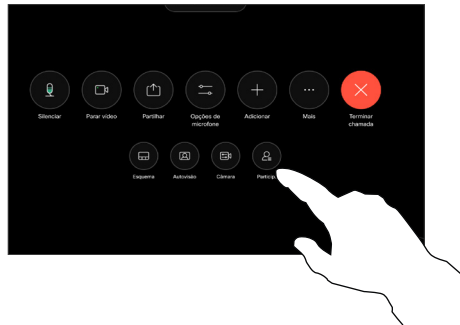 Silenciar
Parar vídeo
Partilhar
Opções de
microfone
Adicionar
Mais
Terminar
chamada
Esquema
Autovisão
Câmara
Particip.